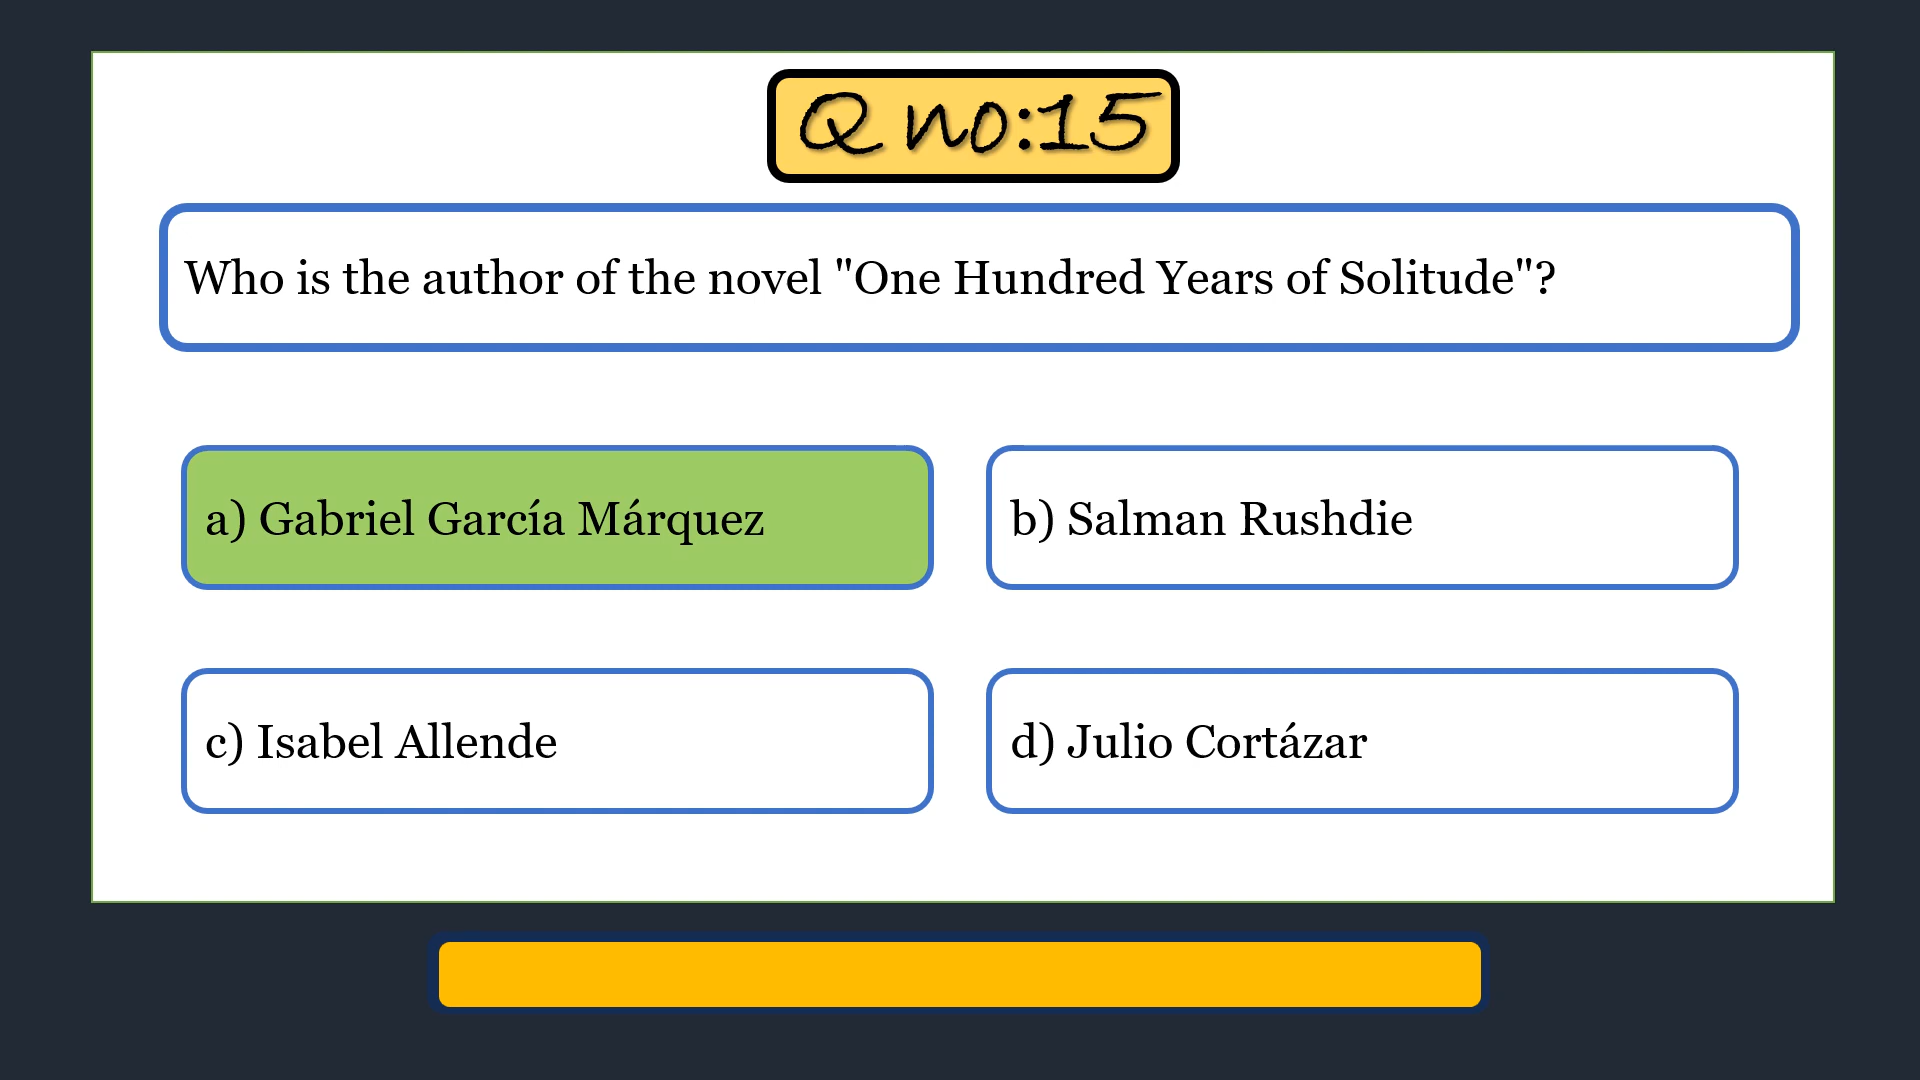 Q no:15
Who is the author of the novel "One Hundred Years of Solitude"?
a) Gabriel García Márquez
b) Salman Rushdie
c) Isabel Allende
d) Julio Cortázar